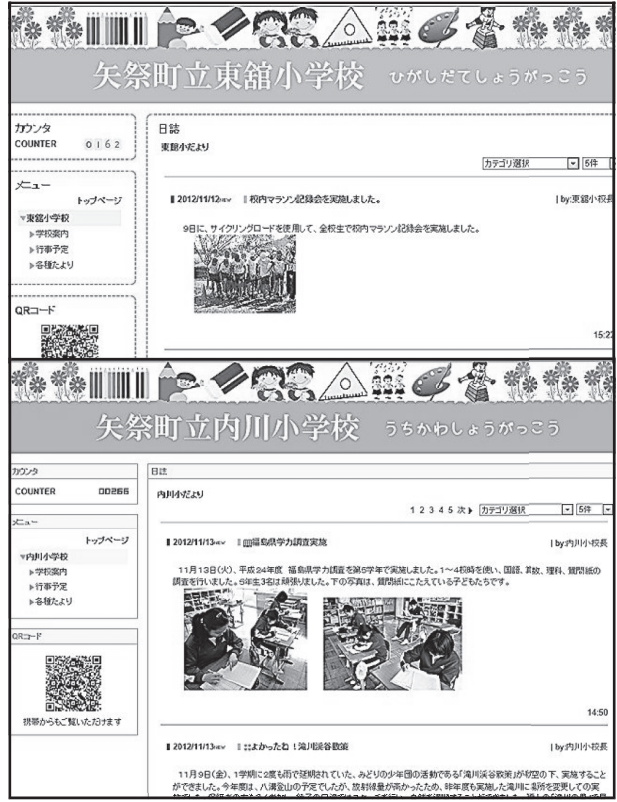 矢祭町立東舘小学校 ひがしだてしょうがっこう
カウンタ
COUNTER 0162
メニュー
トップページ
▼東舘小学校
▶学校案内
▶行事予定
▶各種たより
QRコード
日誌
東舘小だより
カテゴリ選択 5件
2012/11/12 NEW 校内マラソン記録会を実施しました。 | by:東舘小校長
9日に、サイクリングロードを使用して、全校生で校内マラソン記録会を実施しました。
矢祭町立内川小学校 うちかわしょうがっこう
カウンタ
COUNTER 00266
メニュー
トップページ
▼内川小学校
▶学校案内
▶行事予定
▶各種たより
QRコード
携帯からもご覧いただけます
日誌
内川小だより
1 2 3 4 5 次▶ カテゴリ選択 5件
2012/11/13 NEW 福島県学力調査実施 | by:内川小校長
11月13日(火)、平成24年度 福島県学力調査を第5学年で実施しました。1〜4校時を使い、国語、算数、理科、質問紙の
調査を行いました。5年生3名は頑張りました。下の写真は、質問紙にこたえている子どもたちです。
14:50
2012/11/13 NEW よかったね!滝川渓谷散策 | by:内川小校長
11月9日(金)、1学期に2度も雨で延期されていた、みどりの少年団の活動である「滝川渓谷散策」が秋空の下、実施すること
ができました。今年度は、八溝登山の予定でしたが、放射線量が高かったため、昨年度も実施した滝川に場所を変更しての実